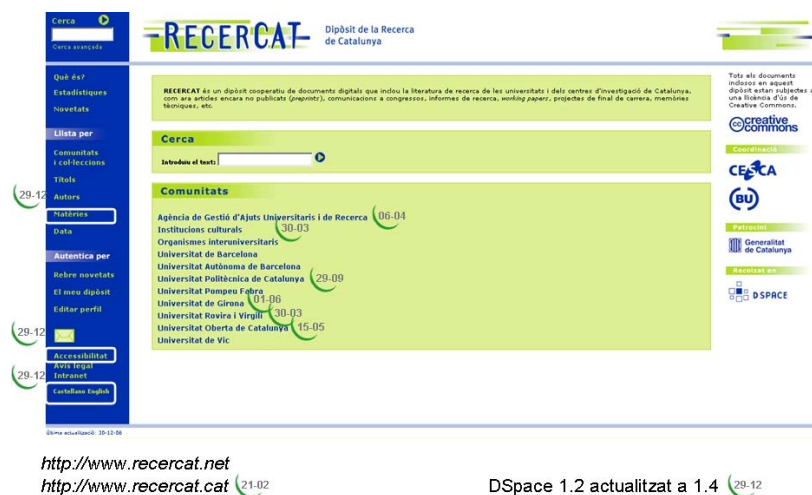 Cerca
Cerca avançada
RECERCAT
Dipòsit de la Recerca
de Catalunya
Què és?
Estadístiques
Novetats
Llista per
Comunitats
i col·leccions
Títols
29-12
Autors
Matèries
Data
Autentica per
Rebre novetats
El meu dipòsit
Editar perfil
29-12
Accessibilitat
Avís legal
29-12
Intranet
Castellano English
Última actualització: 20-12-06
RECERCAT és un dipòsit cooperatiu de documents digitals que inclou la literatura de recerca de les universitats i dels centres d'investigació de Catalunya,
com ara articles encara no publicats (preprints), comunicacions a congressos, informes de recerca, working papers, projectes de final de carrera, memòries
tècniques, etc.
Cerca
Introduïu el text:
Comunitats
Agència de Gestió d'Ajuts Universitaris i de Recerca 06-04
Institucions culturals 30-03
Organismes interuniversitaris
Universitat de Barcelona
Universitat Autònoma de Barcelona
Universitat Politècnica de Catalunya 29-09
Universitat Pompeu Fabra
Universitat de Girona 01-06
Universitat Rovira i Virgili 30-03
Universitat Oberta de Catalunya 15-05
Universitat de Vic
Tots els documents
inclosos en aquest
dipòsit estan subjectes a
una llicència d'ús de
Creative Commons.
cc creative
commons
Coordinació
CESCA
(BU)
Patrocini
Generalitat
de Catalunya
Recolzat en
DSPACE
http://www.recercat.net
http://www.recercat.cat 21-02
DSpace 1.2 actualitzat a 1.4 29-12